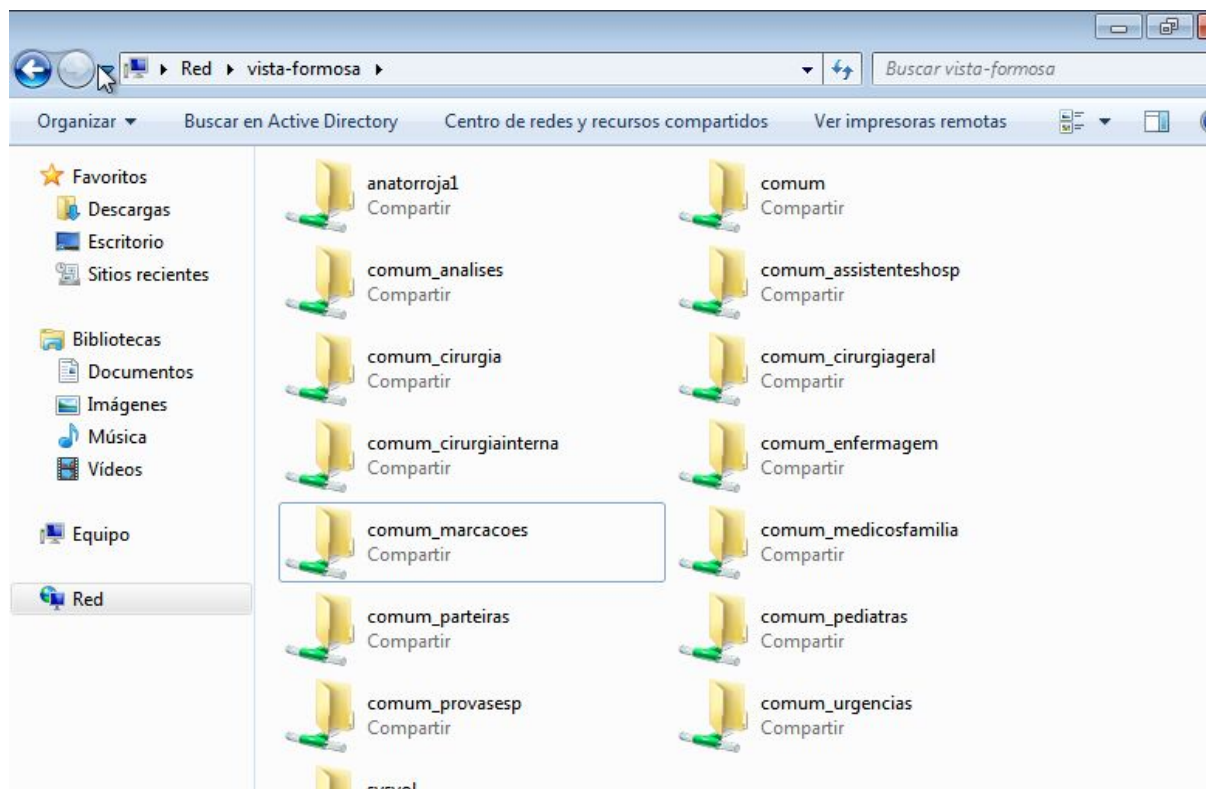 Red vista-formosa Buscar vista-formosa
Organizar Buscar en Active Directory Centro de redes y recursos compartidos Ver impresoras remotas
Favoritos
Descargas
Escritorio
Sitios recientes
Bibliotecas
Documentos
Imágenes
Música
Vídeos
Equipo
Red
anatorroja1
Compartir
comum
Compartir
comum_analises
Compartir
comum_assistenteshosp
Compartir
comum_cirurgia
Compartir
comum_cirurgiageral
Compartir
comum_cirurgiainterna
Compartir
comum_enfermagem
Compartir
comum_marcacoes
Compartir
comum_medicosfamilia
Compartir
comum_parteiras
Compartir
comum_pediatras
Compartir
comum_provasesp
Compartir
comum_urgencias
Compartir